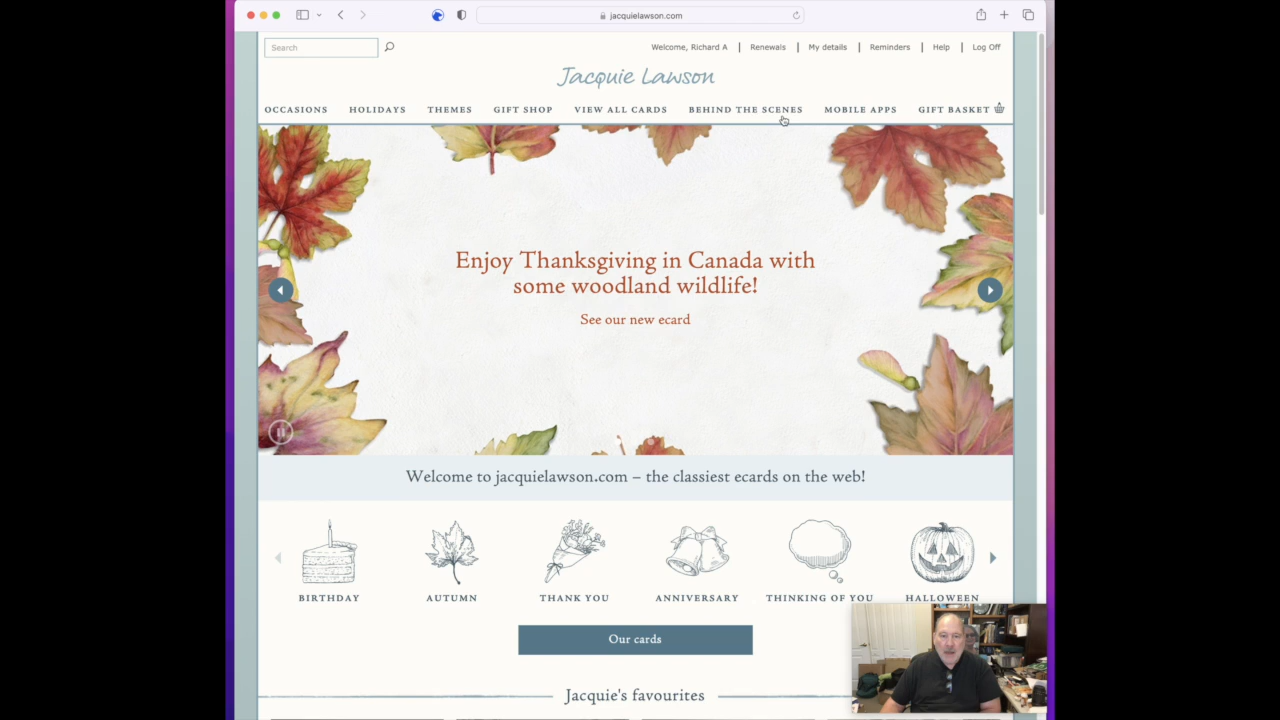 jacquielawson.com
Search
Welcome, Richard A | Renewals | My details | Reminders | Help | Log Off
Jacquie Lawson
OCCASIONS HOLIDAYS THEMES GIFT SHOP VIEW ALL CARDS BEHIND THE SCENES MOBILE APPS GIFT BASKET
Enjoy Thanksgiving in Canada with
some woodland wildlife!
See our new ecard
Welcome to jacquielawson.com – the classiest ecards on the web!
BIRTHDAY AUTUMN THANK YOU ANNIVERSARY THINKING OF YOU HALLOWEEN
Our cards
Jacquie's favourites